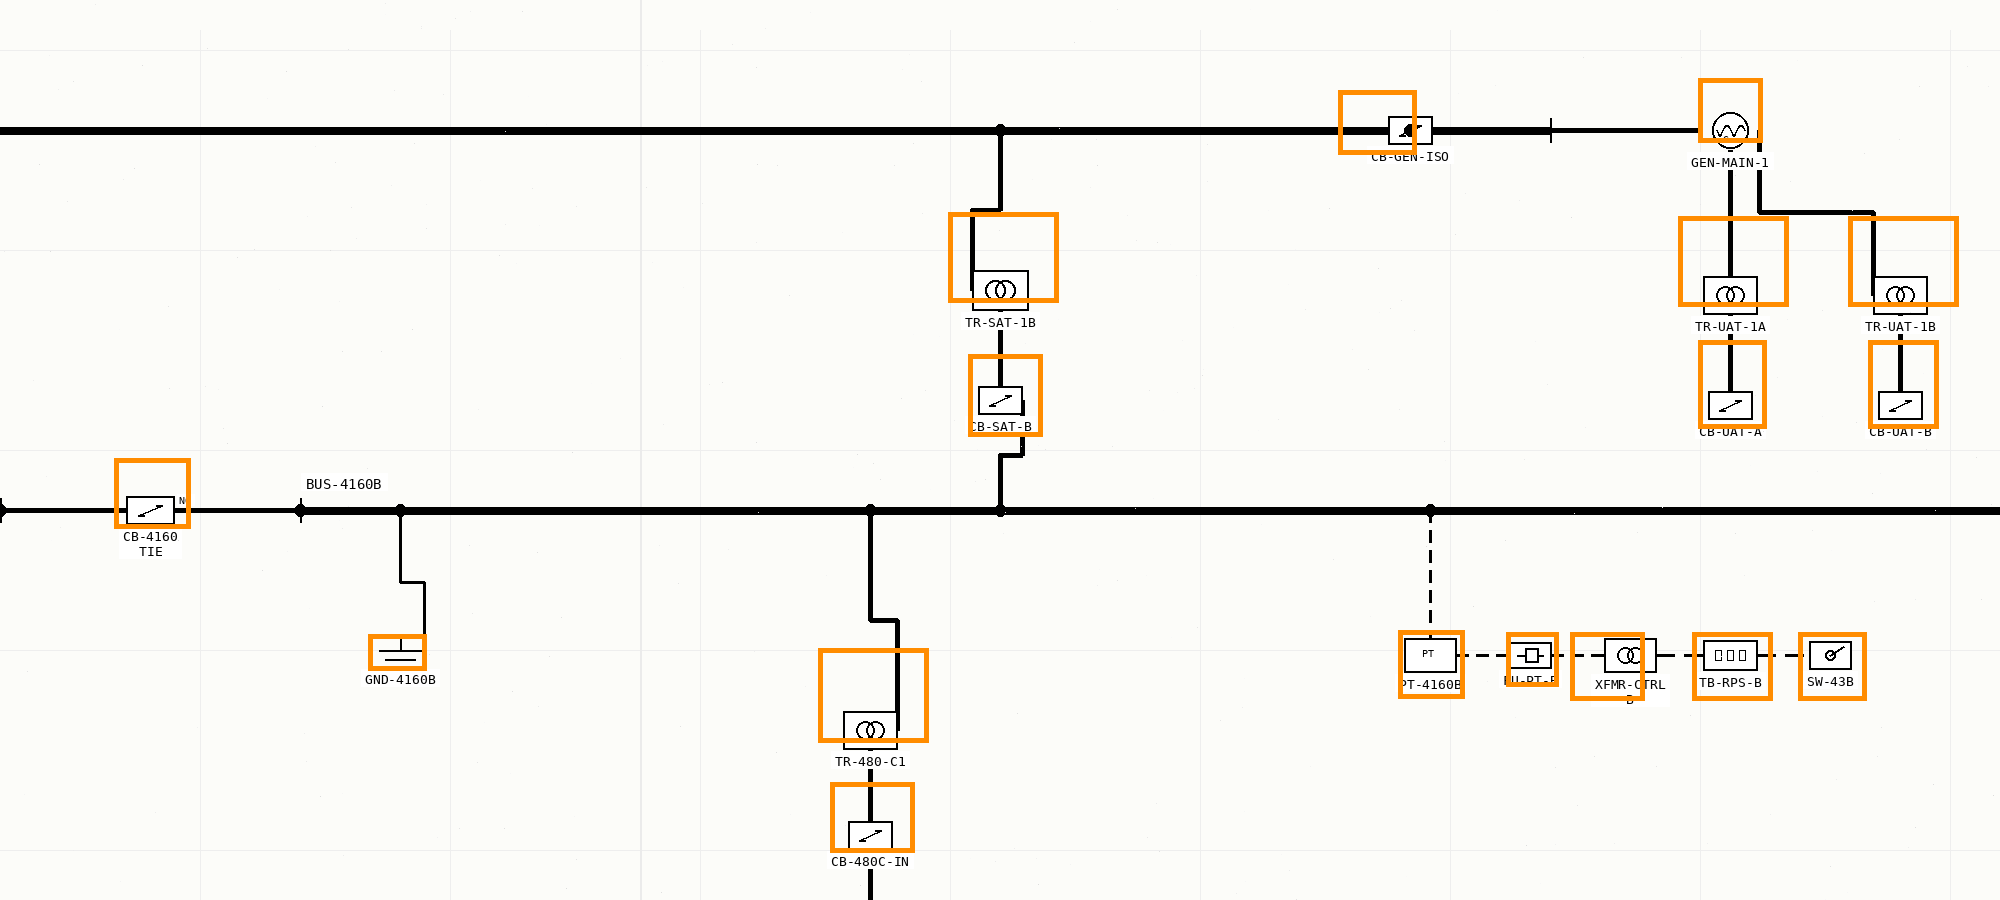 CB-GEN-ISO
GEN-MAIN-1
TR-SAT-1B
TR-UAT-1A
TR-UAT-1B
CB-SAT-B
CB-UAT-A
CB-UAT-B
BUS-4160B
CB-4160
TIE
GND-4160B
PT
PT-4160B
XFMR-CTRL
B
TB-RPS-B
SW-43B
TR-480-C1
CB-480C-IN